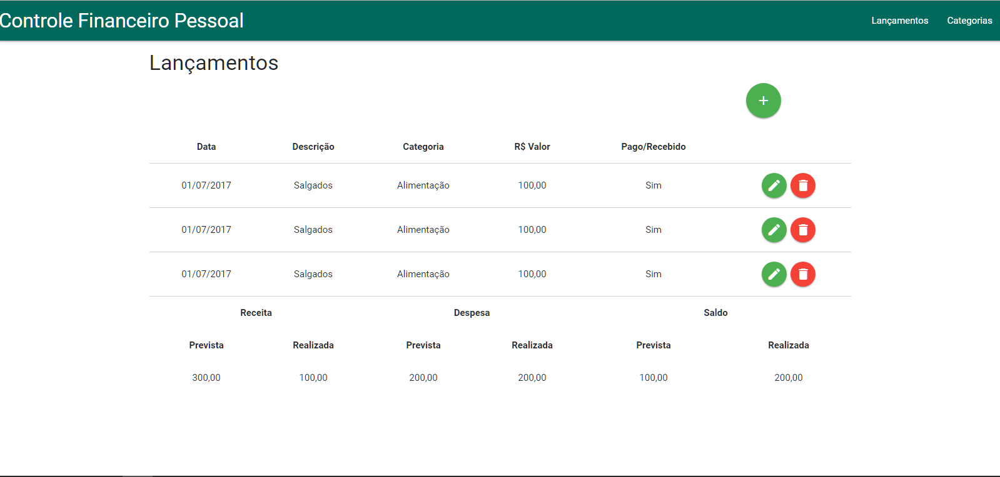 Controle Financeiro Pessoal Lançamentos Categorias
Lançamentos
+
Data Descrição Categoria R$ Valor Pago/Recebido
01/07/2017 Salgados Alimentação 100,00 Sim
01/07/2017 Salgados Alimentação 100,00 Sim
01/07/2017 Salgados Alimentação 100,00 Sim
Receita Despesa Saldo
Prevista Realizada Prevista Realizada Prevista Realizada
300,00 100,00 200,00 200,00 100,00 200,00